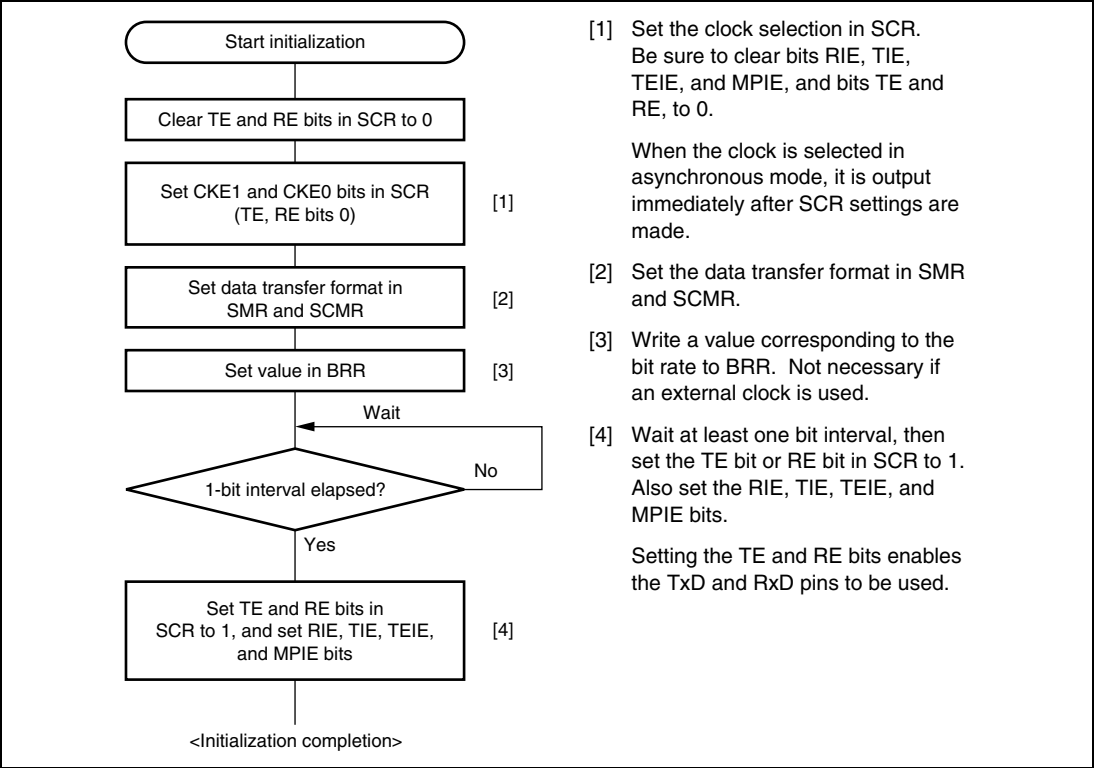 Start initialization
Clear TE and RE bits in SCR to 0
Set CKE1 and CKE0 bits in SCR
(TE, RE bits 0)
[1]
Set data transfer format in
SMR and SCMR
[2]
Set value in BRR
[3]
Wait
No
1-bit interval elapsed?
Yes
Set TE and RE bits in
SCR to 1, and set RIE, TIE, TEIE,
and MPIE bits
[4]
<Initialization completion>
[1] Set the clock selection in SCR.
Be sure to clear bits RIE, TIE,
TEIE, and MPIE, and bits TE and
RE, to 0.
When the clock is selected in
asynchronous mode, it is output
immediately after SCR settings are
made.
[2] Set the data transfer format in SMR
and SCMR.
[3] Write a value corresponding to the
bit rate to BRR.  Not necessary if
an external clock is used.
[4] Wait at least one bit interval, then
set the TE bit or RE bit in SCR to 1.
Also set the RIE, TIE, TEIE, and
MPIE bits.
Setting the TE and RE bits enables
the TxD and RxD pins to be used.